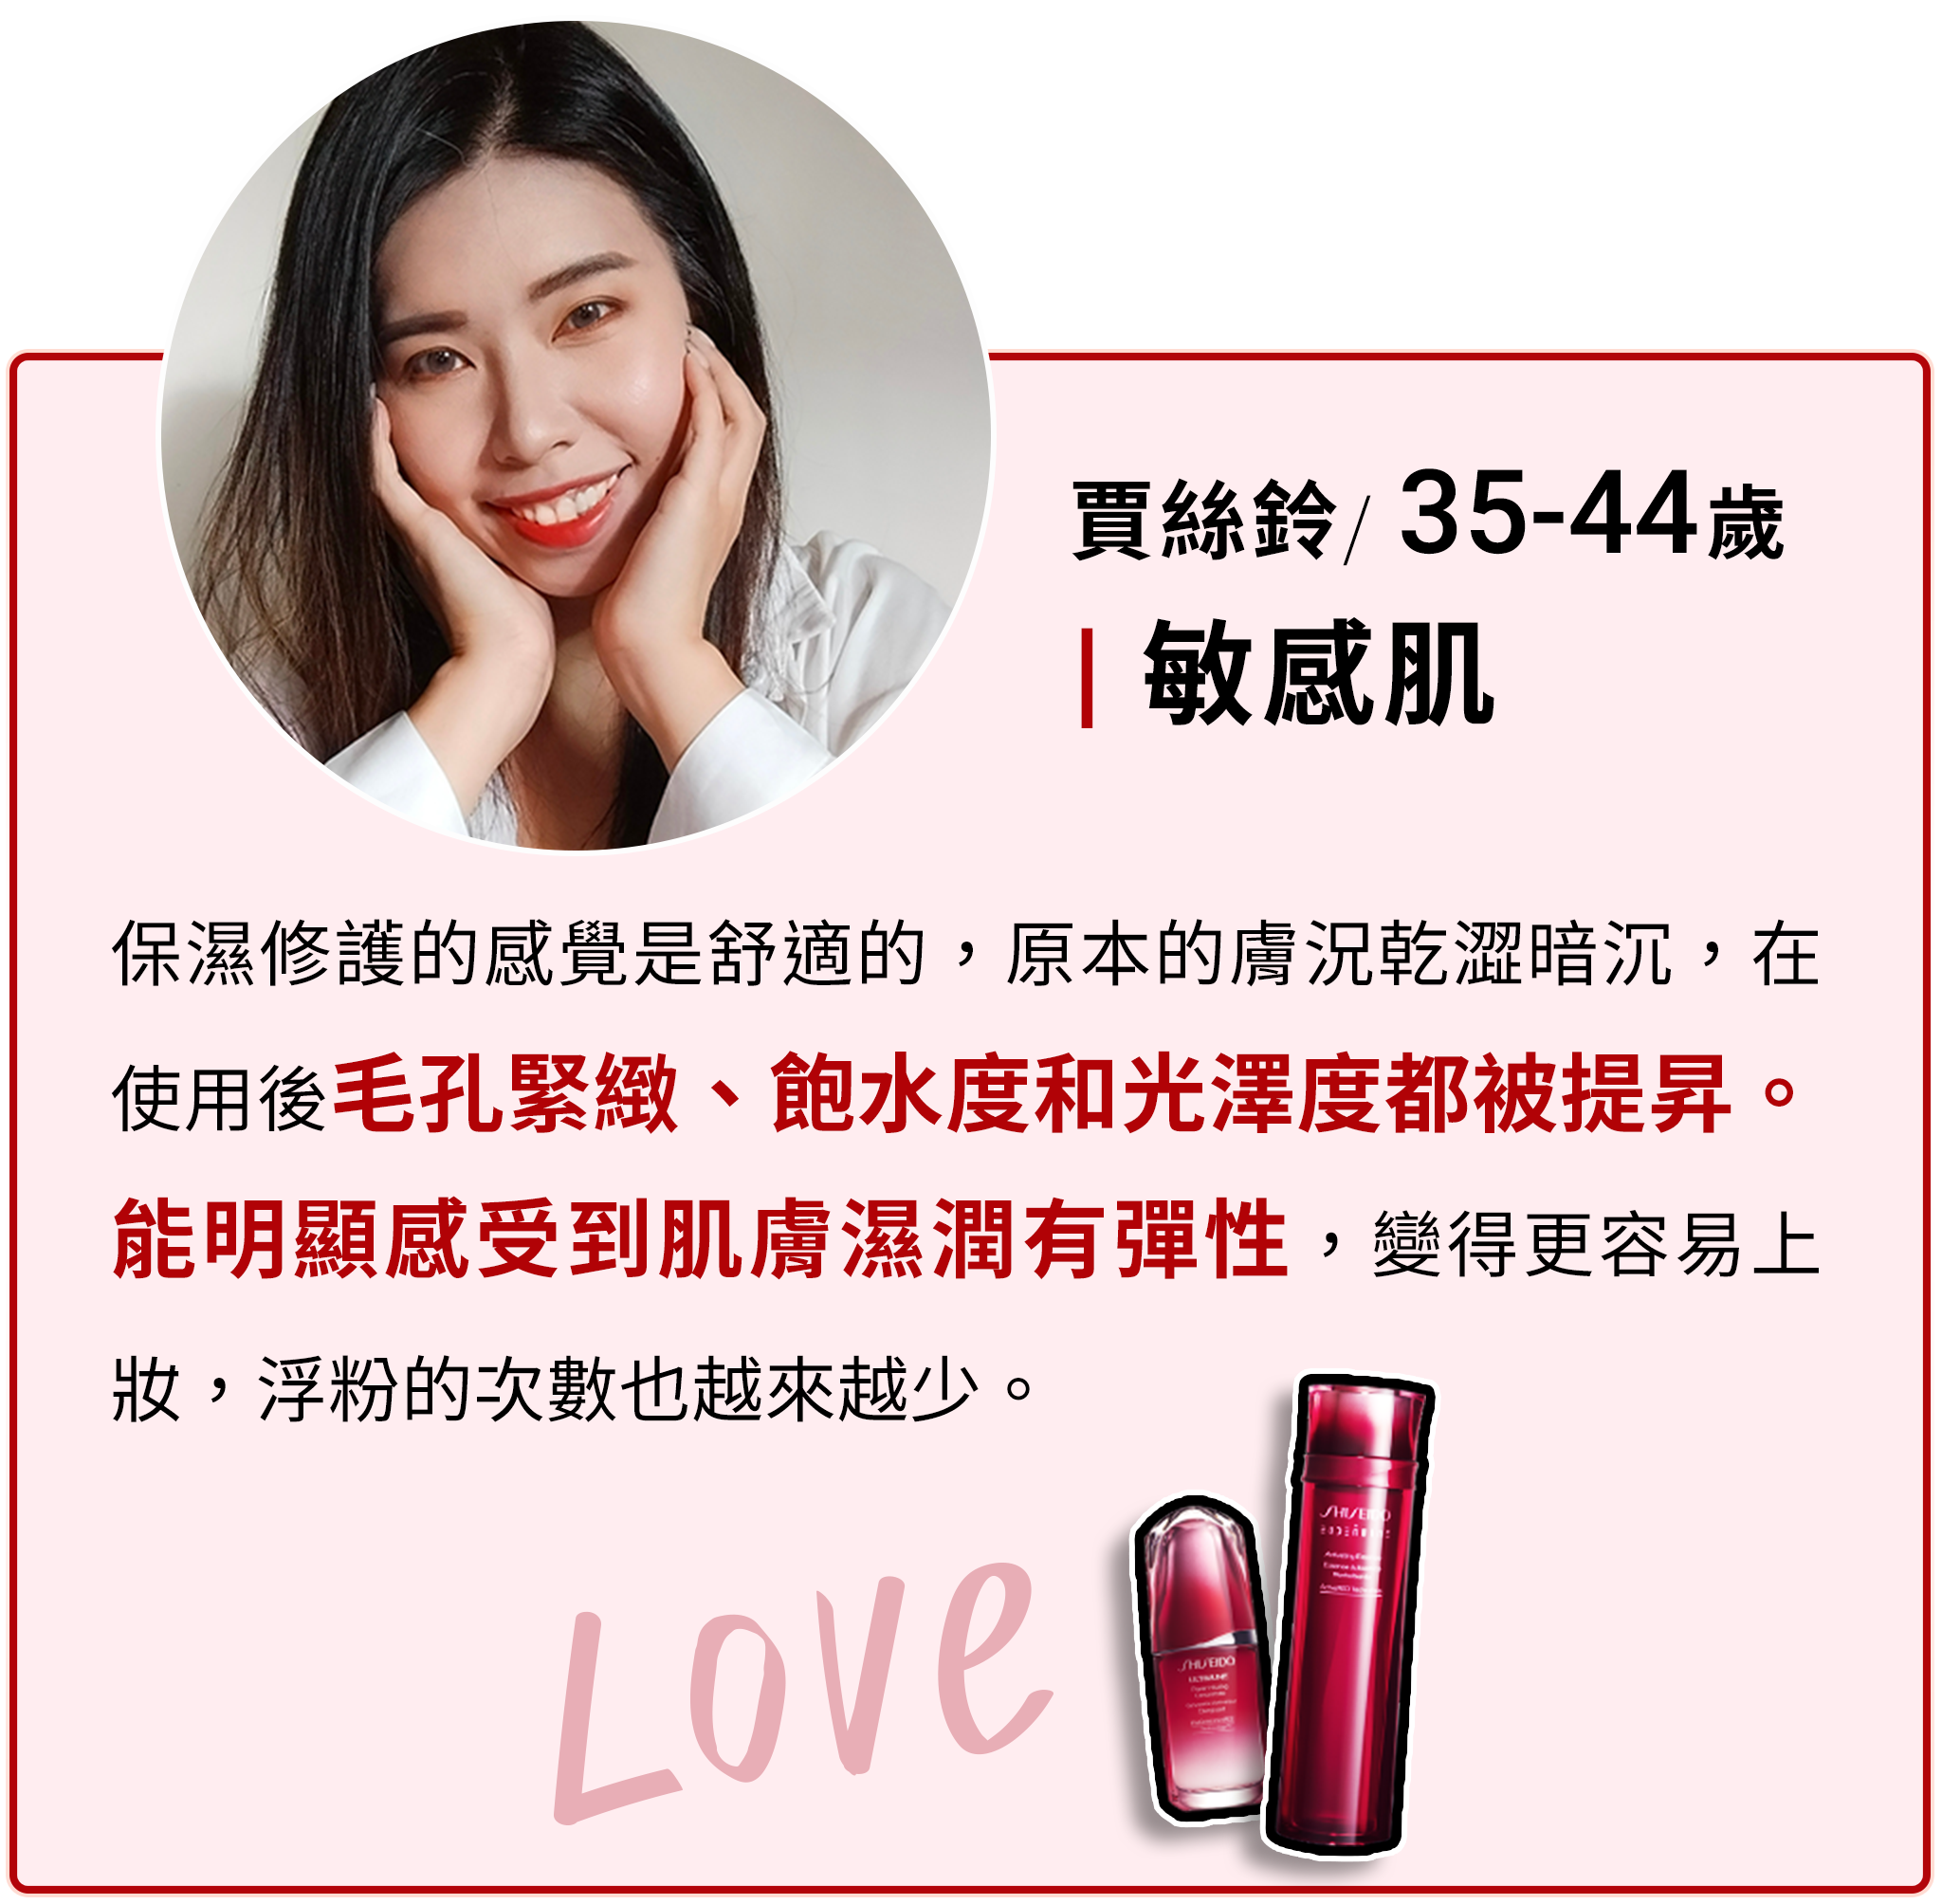 賈絲鈴/ 35-44歲
| 敏感肌
保濕修護的感覺是舒適的，原本的膚況乾澀暗沉，在
使用後毛孔緊緻、飽水度和光澤度都被提昇。
能明顯感受到肌膚濕潤有彈性，變得更容易上
妝，浮粉的次數也越來越少。
Love
SHISEIDO
SHISEIDO
ULTIMUNE